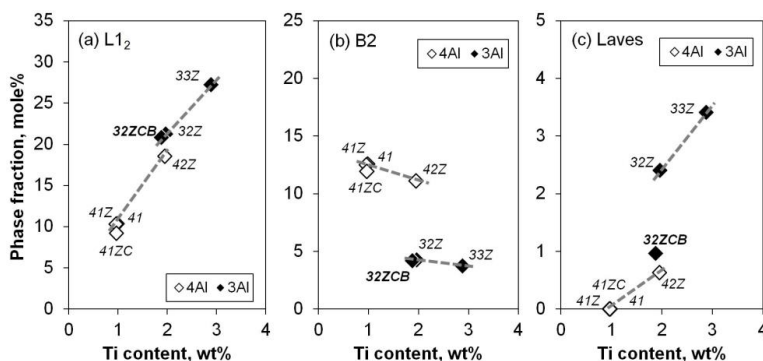 (a) L1₂
Phase fraction, mole%
35
30
25
20
15
10
5
0
33Z
32ZCB
32Z
42Z
41Z
41
41ZC
4Al
3Al
0
1
2
3
4
Ti content, wt%
(b) B2
4Al
3Al
25
20
15
10
5
0
41Z
41
42Z
41ZC
32Z
33Z
32ZCB
0
1
2
3
4
Ti content, wt%
(c) Laves
4Al
3Al
5
4
3
2
1
0
33Z
32Z
32ZCB
41ZC
42Z
41Z
41
0
1
2
3
4
Ti content, wt%